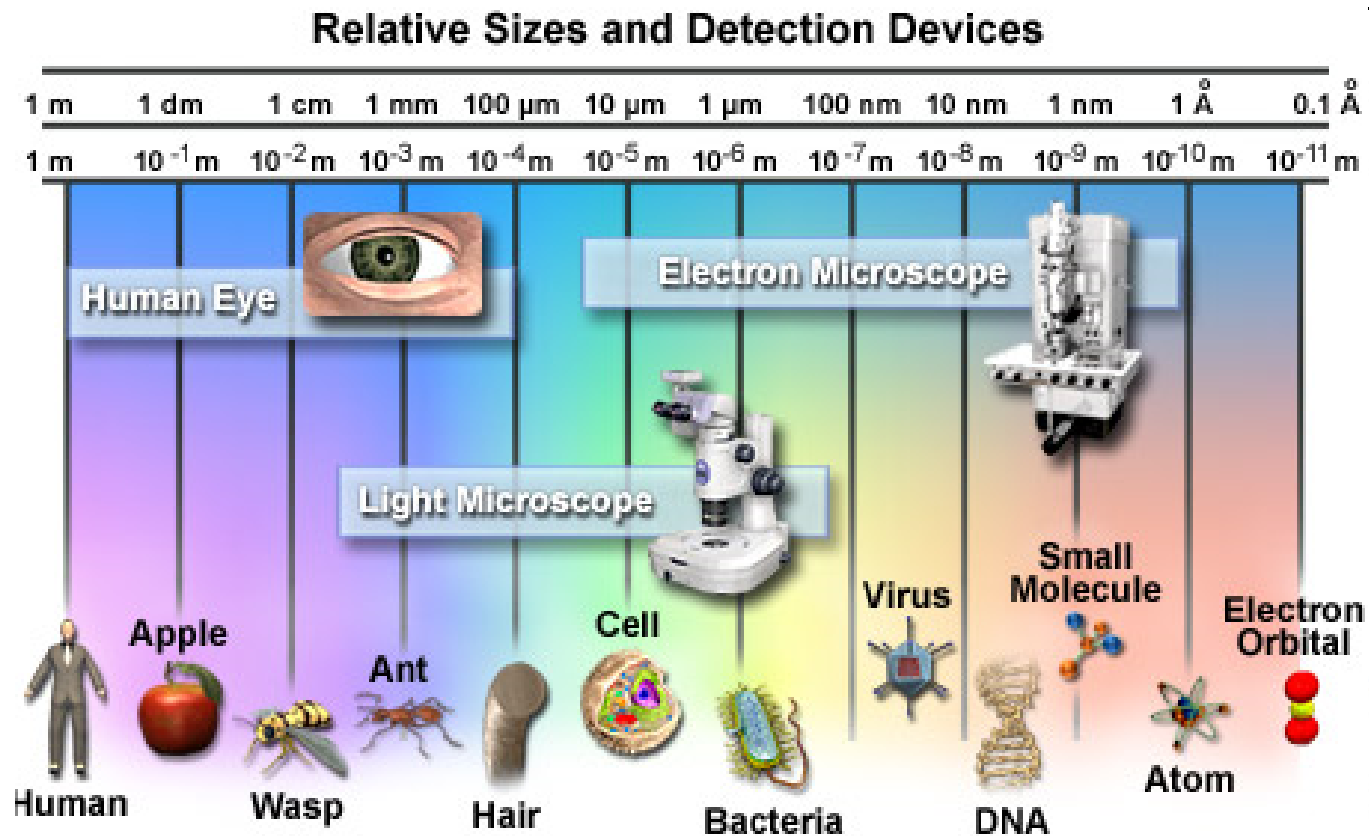 Relative Sizes and Detection Devices
1 m 1 dm 1 cm 1 mm 100 µm 10 µm 1 µm 100 nm 10 nm 1 nm 1 Å 0.1 Å
1 m 10⁻¹ m 10⁻² m 10⁻³ m 10⁻⁴ m 10⁻⁵ m 10⁻⁶ m 10⁻⁷ m 10⁻⁸ m 10⁻⁹ m 10⁻¹⁰ m 10⁻¹¹ m
Electron Microscope
Human Eye
Light Microscope
Small
Molecule
Virus
Electron
Orbital
Cell
Apple
Ant
Atom
Human
Wasp
Hair
Bacteria
DNA